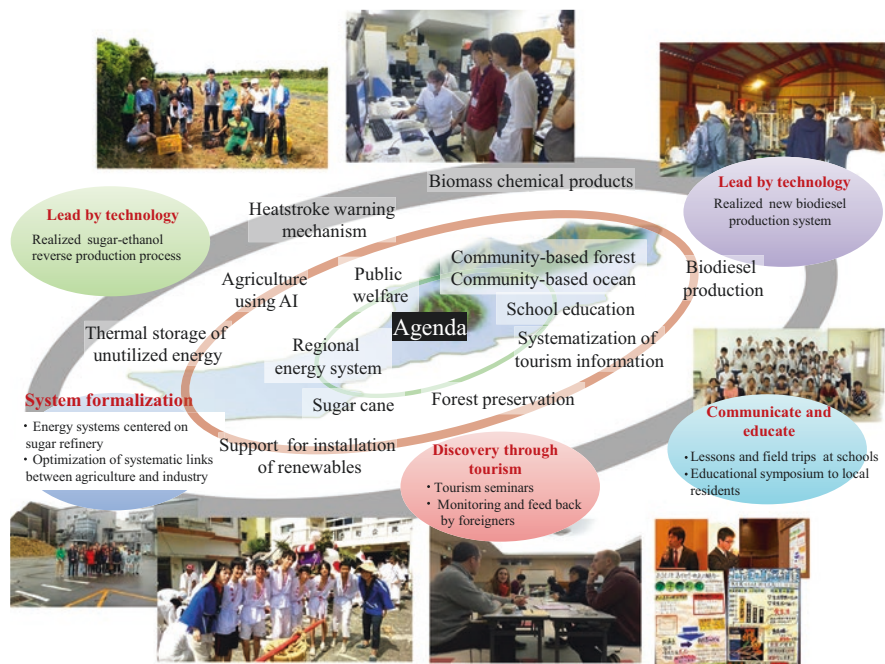 Biomass chemical products
Lead by technology
Realized new biodiesel
production system
Lead by technology
Realized sugar-ethanol
reverse production process
Heatstroke warning
mechanism
Community-based forest
Community-based ocean
Biodiesel
production
Agriculture
using AI
Public
welfare
School education
Agenda
Thermal storage of
unutilized energy
Regional
energy system
Systematization of
tourism information
System formalization
・Energy systems centered on
sugar refinery
・Optimization of systematic links
between agriculture and industry
Sugar cane
Forest preservation
Communicate and
educate
・Lessons and field trips at schools
・Educational symposium to local
residents
Support for installation
of renewables
Discovery through
tourism
・Tourism seminars
・Monitoring and feed back
by foreigners